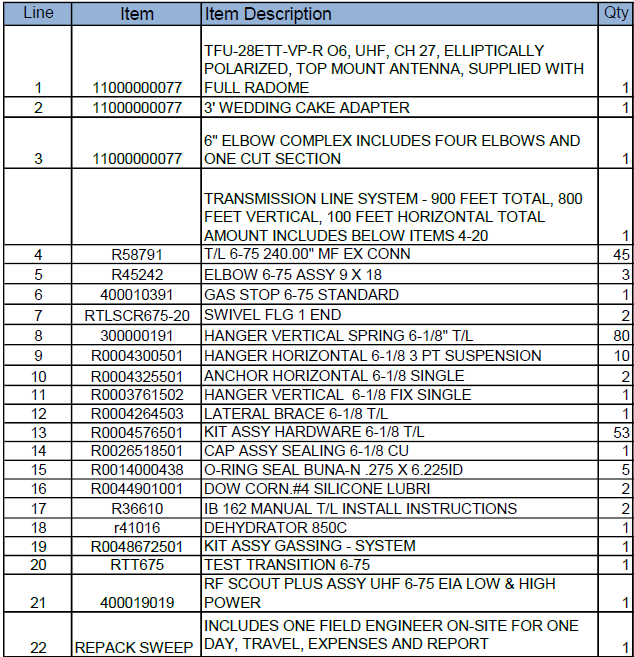 Line Item Item Description Qty
TFU-28ETT-VP-R O6, UHF, CH 27, ELLIPTICALLY
POLARIZED, TOP MOUNT ANTENNA, SUPPLIED WITH
1 11000000077 FULL RADOME 1
2 11000000077 3' WEDDING CAKE ADAPTER 1
6" ELBOW COMPLEX INCLUDES FOUR ELBOWS AND
3 11000000077 ONE CUT SECTION 1
TRANSMISSION LINE SYSTEM - 900 FEET TOTAL, 800
FEET VERTICAL, 100 FEET HORIZONTAL TOTAL
AMOUNT INCLUDES BELOW ITEMS 4-20 1
4 R58791 T/L 6-75 240.00" MF EX CONN 45
5 R45242 ELBOW 6-75 ASSY 9 X 18 3
6 400010391 GAS STOP 6-75 STANDARD 1
7 RTLSCR675-20 SWIVEL FLG 1 END 2
8 300000191 HANGER VERTICAL SPRING 6-1/8" T/L 80
9 R0004300501 HANGER HORIZONTAL 6-1/8 3 PT SUSPENSION 10
10 R0004325501 ANCHOR HORIZONTAL 6-1/8 SINGLE 2
11 R0003761502 HANGER VERTICAL 6-1/8 FIX SINGLE 1
12 R0004264503 LATERAL BRACE 6-1/8 T/L 1
13 R0004576501 KIT ASSY HARDWARE 6-1/8 T/L 53
14 R0026518501 CAP ASSY SEALING 6-1/8 CU 1
15 R0014000438 O-RING SEAL BUNA-N .275 X 6.225ID 5
16 R0044901001 DOW CORN.#4 SILICONE LUBRI 2
17 R36610 IB 162 MANUAL T/L INSTALL INSTRUCTIONS 2
18 r41016 DEHYDRATOR 850C 1
19 R0048672501 KIT ASSY GASSING - SYSTEM 1
20 RTT675 TEST TRANSITION 6-75 1
RF SCOUT PLUS ASSY UHF 6-75 EIA LOW & HIGH
21 400019019 POWER 1
INCLUDES ONE FIELD ENGINEER ON-SITE FOR ONE
22 REPACK SWEEP DAY, TRAVEL, EXPENSES AND REPORT 1